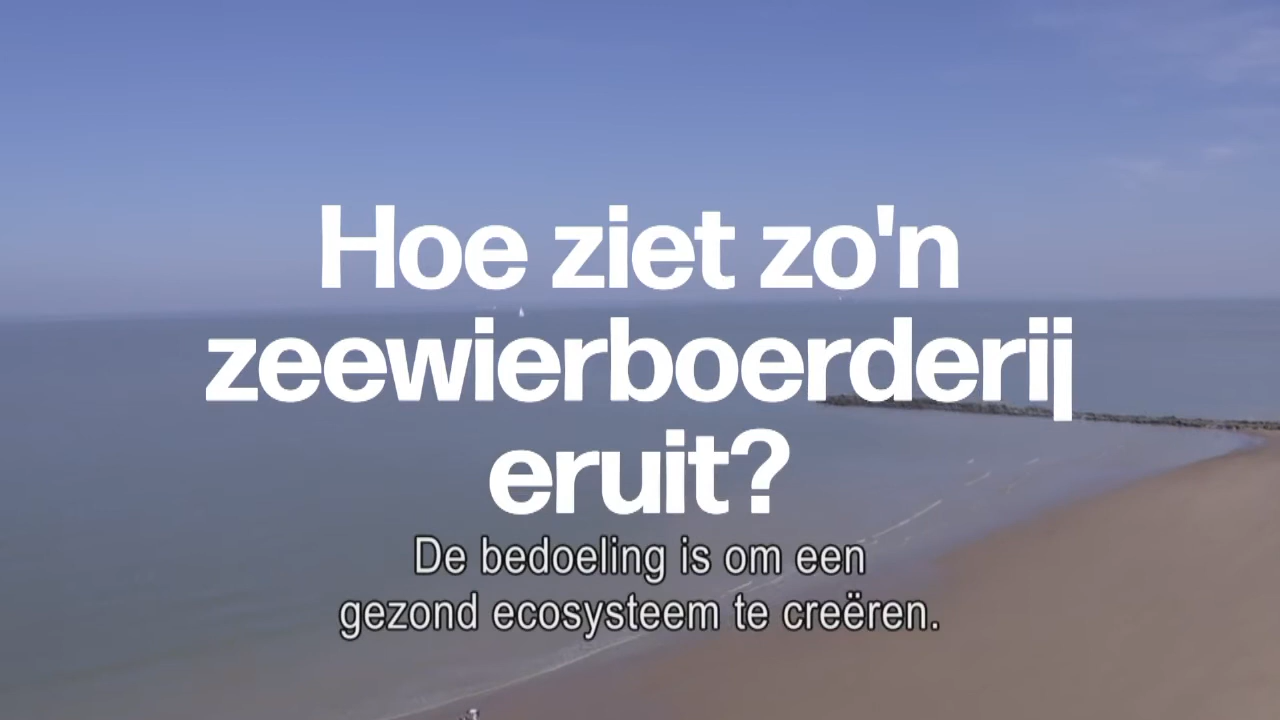 Hoe ziet zo'n
zeewierboerderij
eruit?
De bedoeling is om een
gezond ecosysteem te creëren.